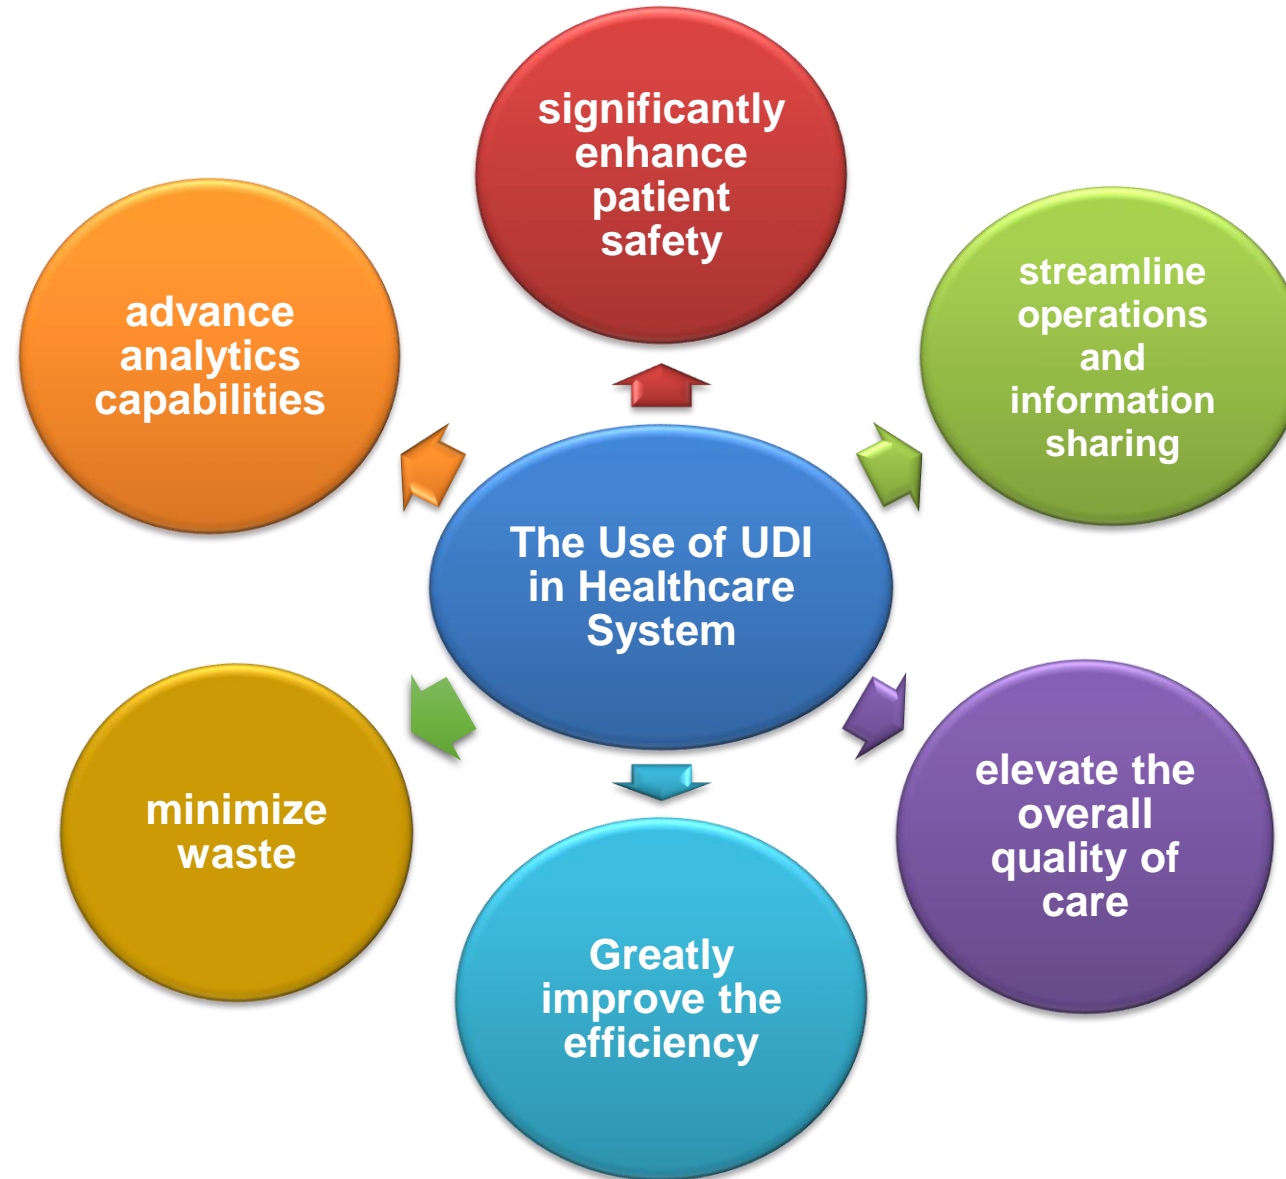 significantly
enhance
patient
safety
streamline
operations
and
information
sharing
advance
analytics
capabilities
The Use of UDI
in Healthcare
System
elevate the
overall
quality of
care
minimize
waste
Greatly
improve the
efficiency